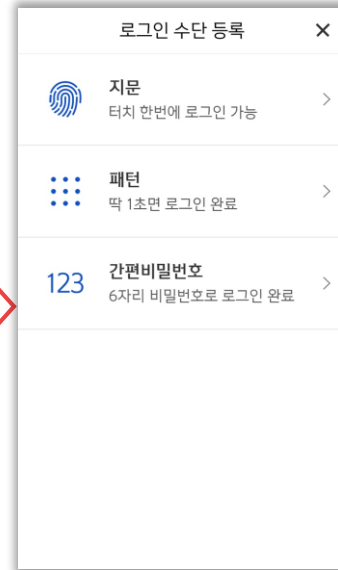 로그인 수단 등록
지문
터치 한번에 로그인 가능
패턴
딱 1초면 로그인 완료
123
간편비밀번호
6자리 비밀번호로 로그인 완료